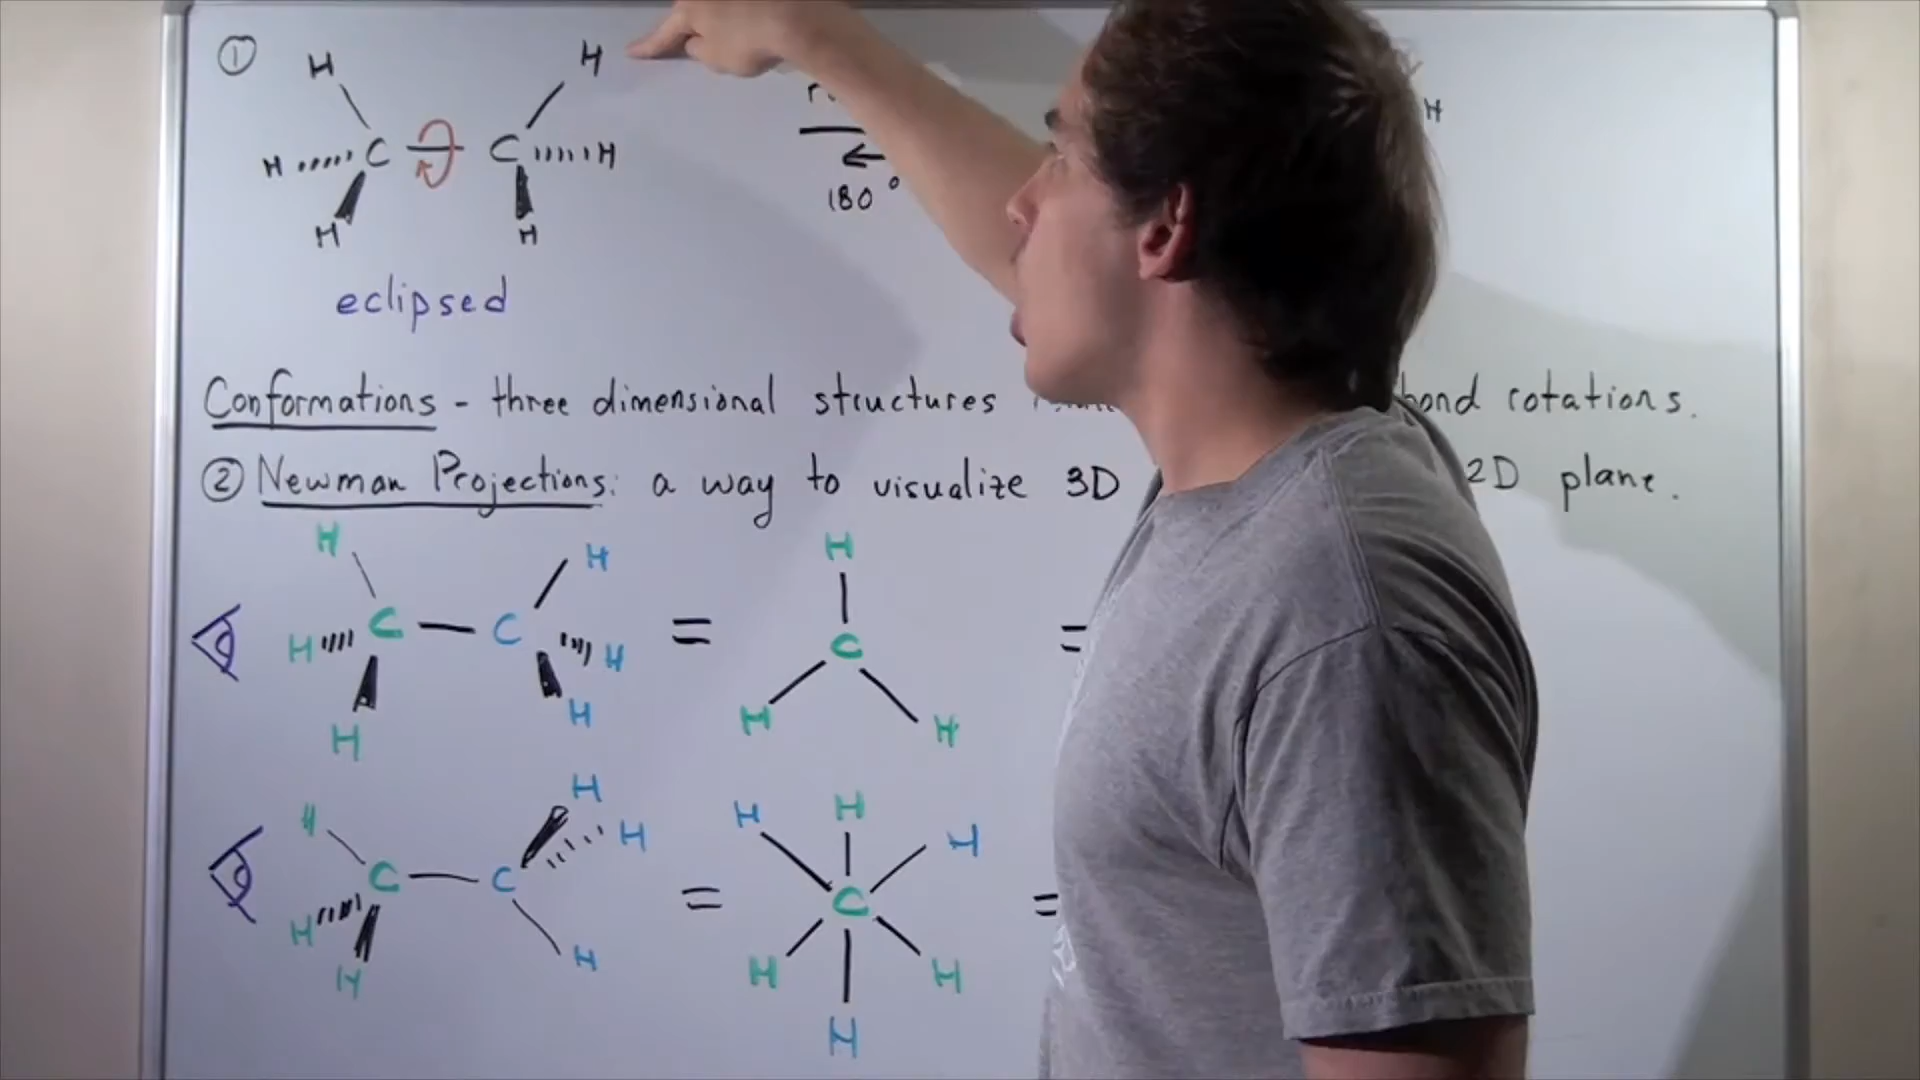 ①
H H
H C C H
H H
180°
H
eclipsed
Conformations - three dimensional structures bond rotations.
② Newman Projections: a way to visualize 3D 2D plane.
H H H
H C C H = C =
H H H H
H H H H H
H C C H = C =
H H H H
H